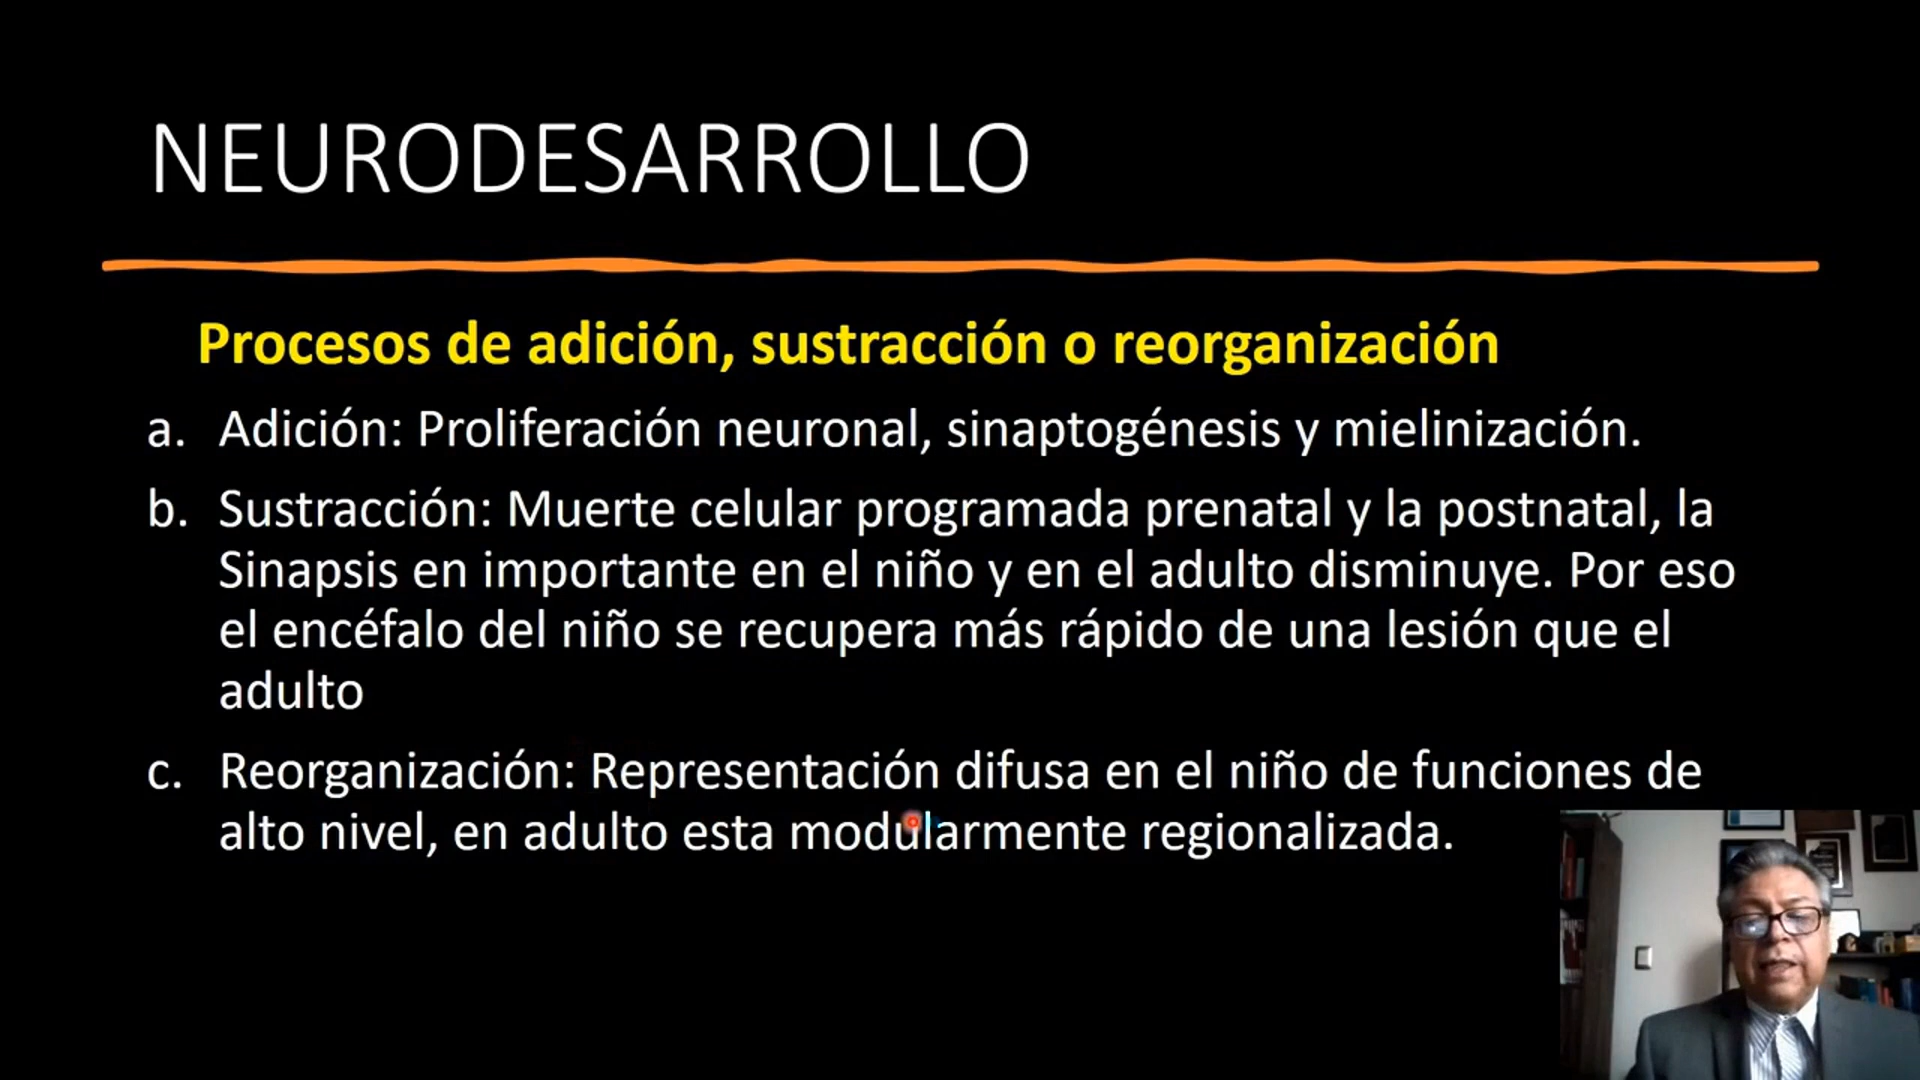 NEURODESARROLLO
Procesos de adición, sustracción o reorganización
a. Adición: Proliferación neuronal, sinaptogénesis y mielinización.
b. Sustracción: Muerte celular programada prenatal y la postnatal, la
Sinapsis en importante en el niño y en el adulto disminuye. Por eso
el encéfalo del niño se recupera más rápido de una lesión que el
adulto
c. Reorganización: Representación difusa en el niño de funciones de
alto nivel, en adulto esta modularmente regionalizada.